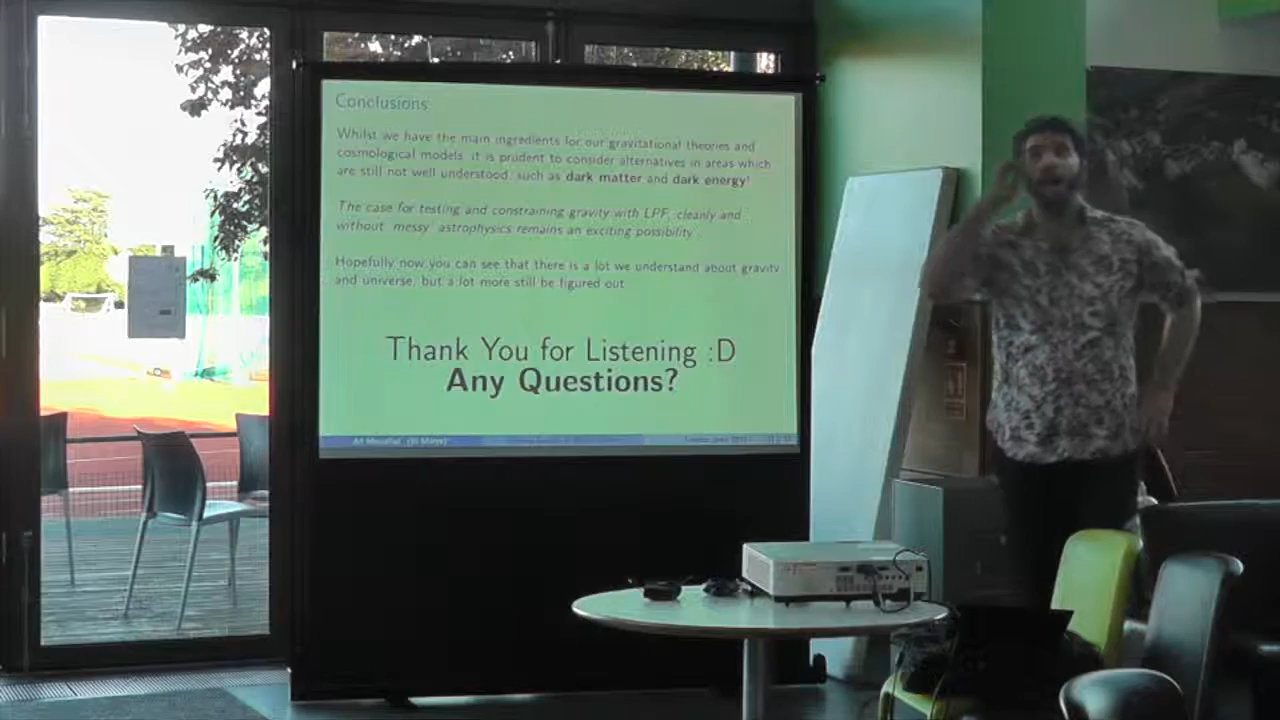 Conclusions
Whilst we have the main ingredients for our gravitational theories and
cosmological models, it is prudent to consider alternatives in areas which
are still not well understood, such as dark matter and dark energy!
The case for testing and constraining gravity with LPF, cleanly and
without 'messy' astrophysics remains an exciting possibility.
Hopefully now you can see that there is a lot we understand about gravity
and universe, but a lot more still be figured out
Thank You for Listening :D
Any Questions?